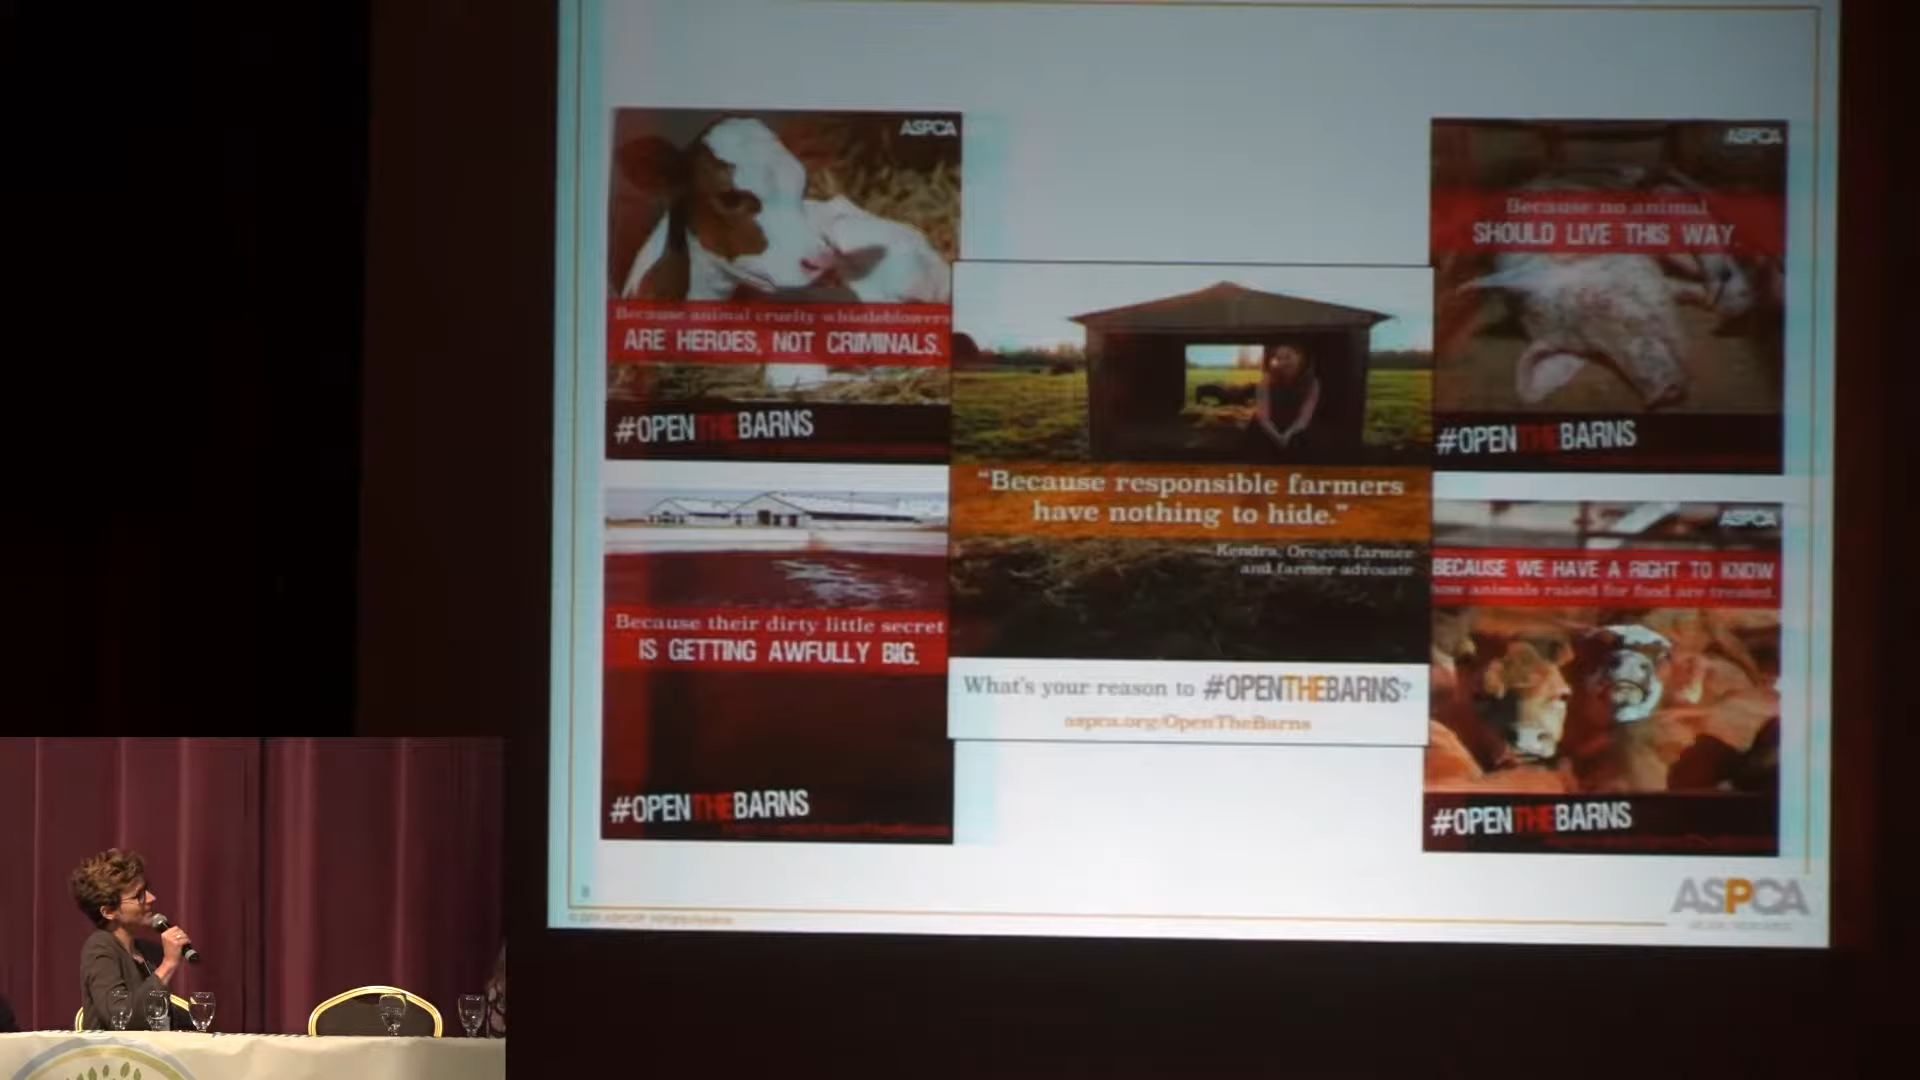 ASPCA
Because animal cruelty whistleblowers
ARE HEROES, NOT CRIMINALS.
#OPENTHEBARNS
Because their dirty little secret
IS GETTING AWFULLY BIG.
#OPENTHEBARNS
"Because responsible farmers
have nothing to hide."
Kendra, Oregon farmer
and farmer advocate
What's your reason to #OPENTHEBARNS?
aspca.org/OpenTheBarns
ASPCA
Because no animal
SHOULD LIVE THIS WAY.
#OPENTHEBARNS
ASPCA
BECAUSE WE HAVE A RIGHT TO KNOW
how animals raised for food are treated.
#OPENTHEBARNS
ASPCA